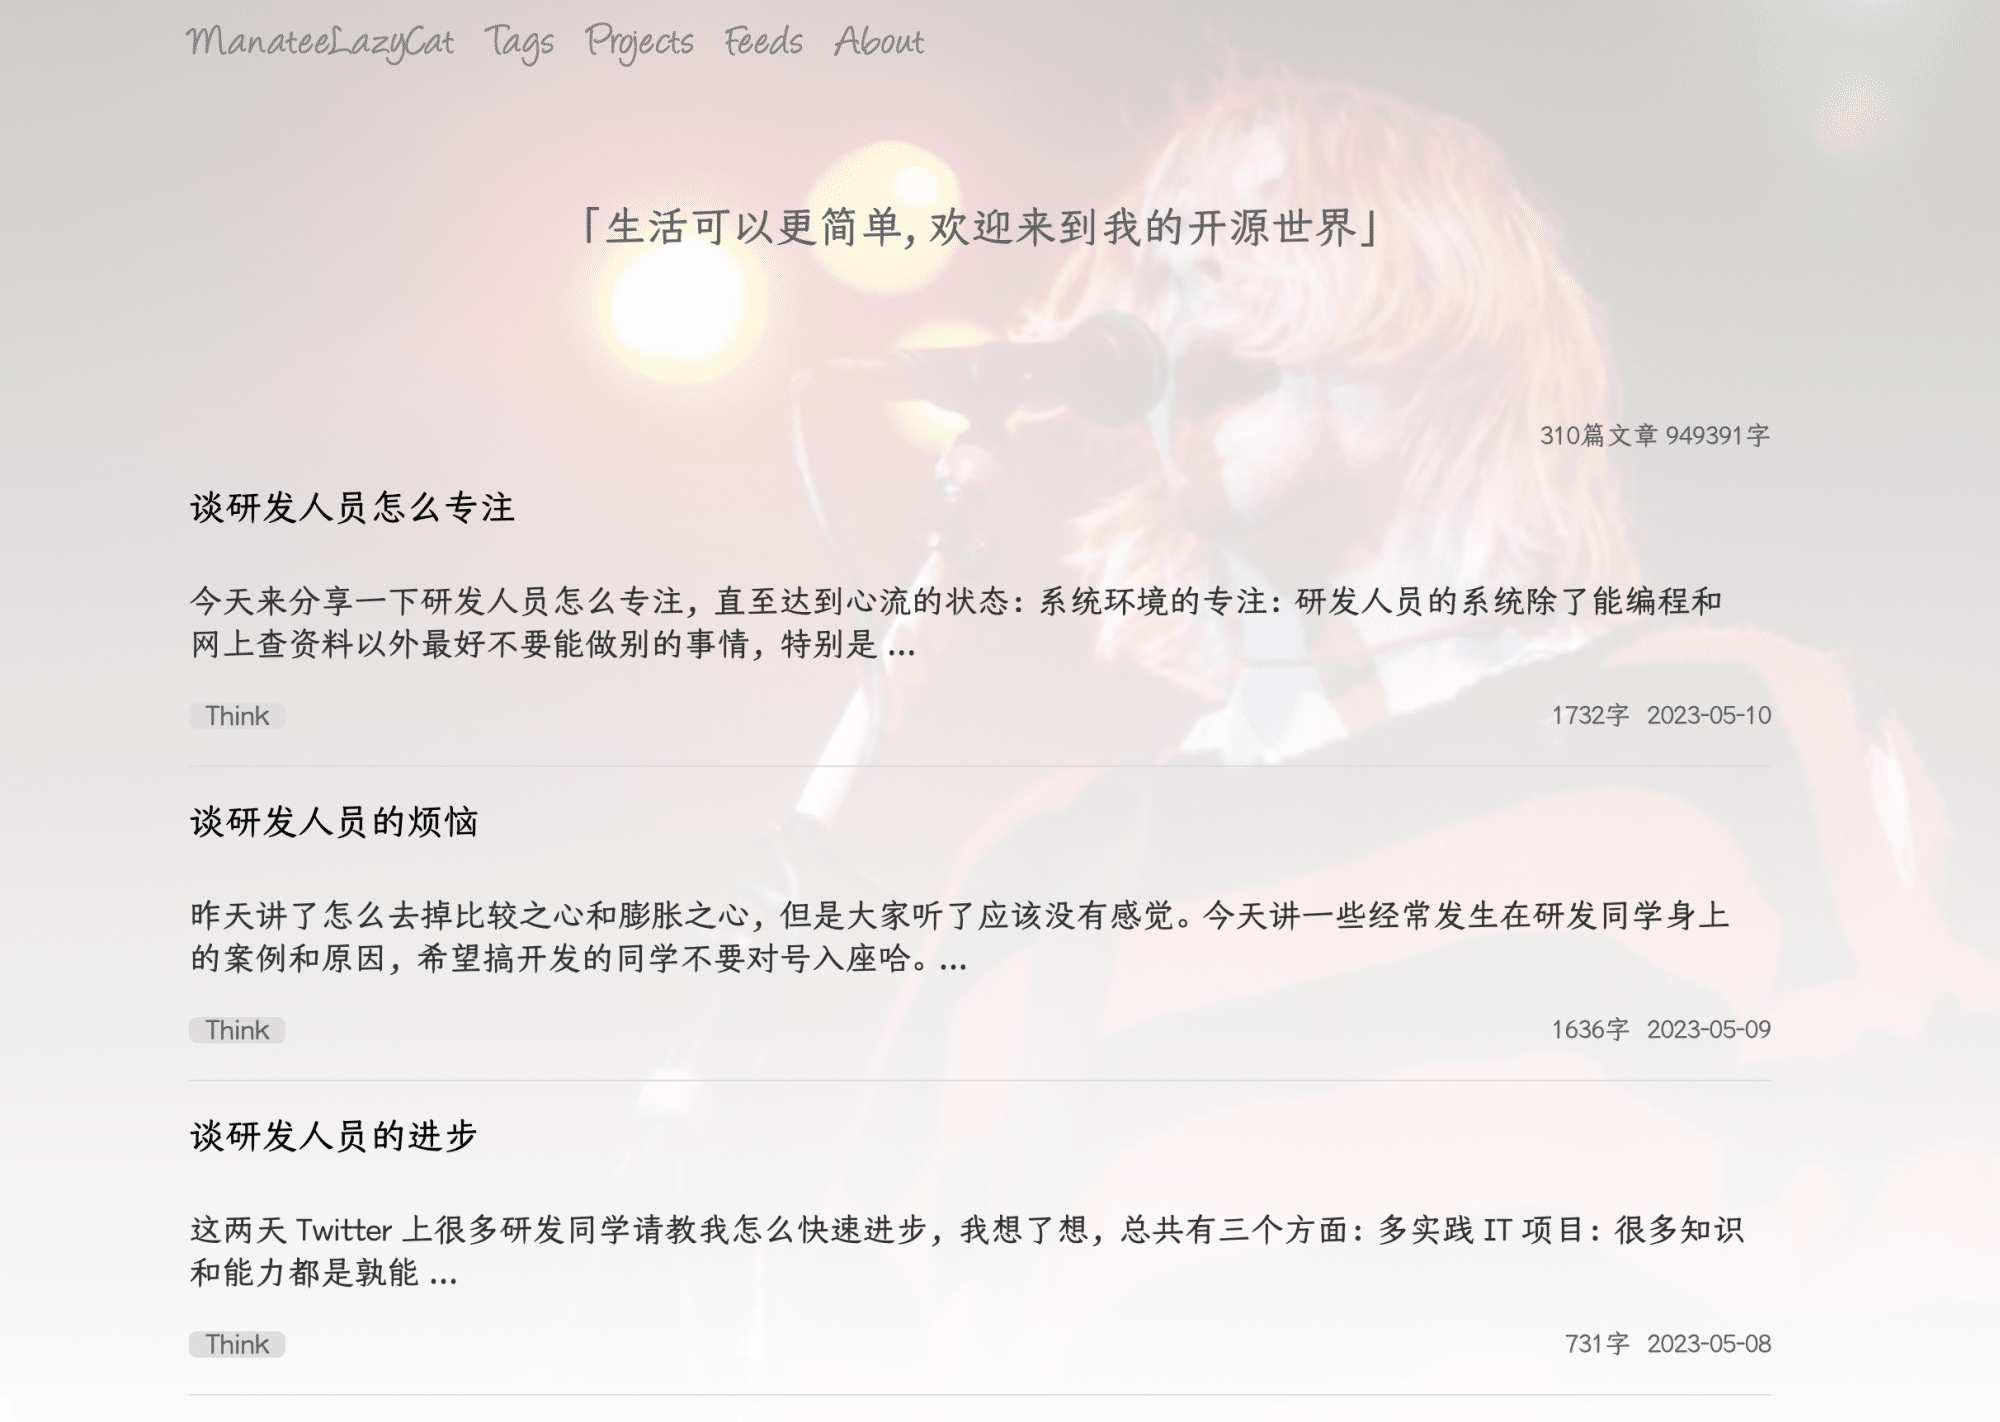 ManateeLazyCat Tags Projects Feeds About
「生活可以更简单, 欢迎来到我的开源世界」
310篇文章 949391字
谈研发人员怎么专注
今天来分享一下研发人员怎么专注，直至达到心流的状态：系统环境的专注：研发人员的系统除了能编程和
网上查资料以外最好不要能做别的事情，特别是 ...
Think 1732字 2023-05-10
谈研发人员的烦恼
昨天讲了怎么去掉比较之心和膨胀之心，但是大家听了应该没有感觉。今天讲一些经常发生在研发同学身上
的案例和原因，希望搞开发的同学不要对号入座哈。...
Think 1636字 2023-05-09
谈研发人员的进步
这两天 Twitter 上很多研发同学请教我怎么快速进步，我想了想，总共有三个方面：多实践 IT 项目：很多知识
和能力都是孰能 ...
Think 731字 2023-05-08